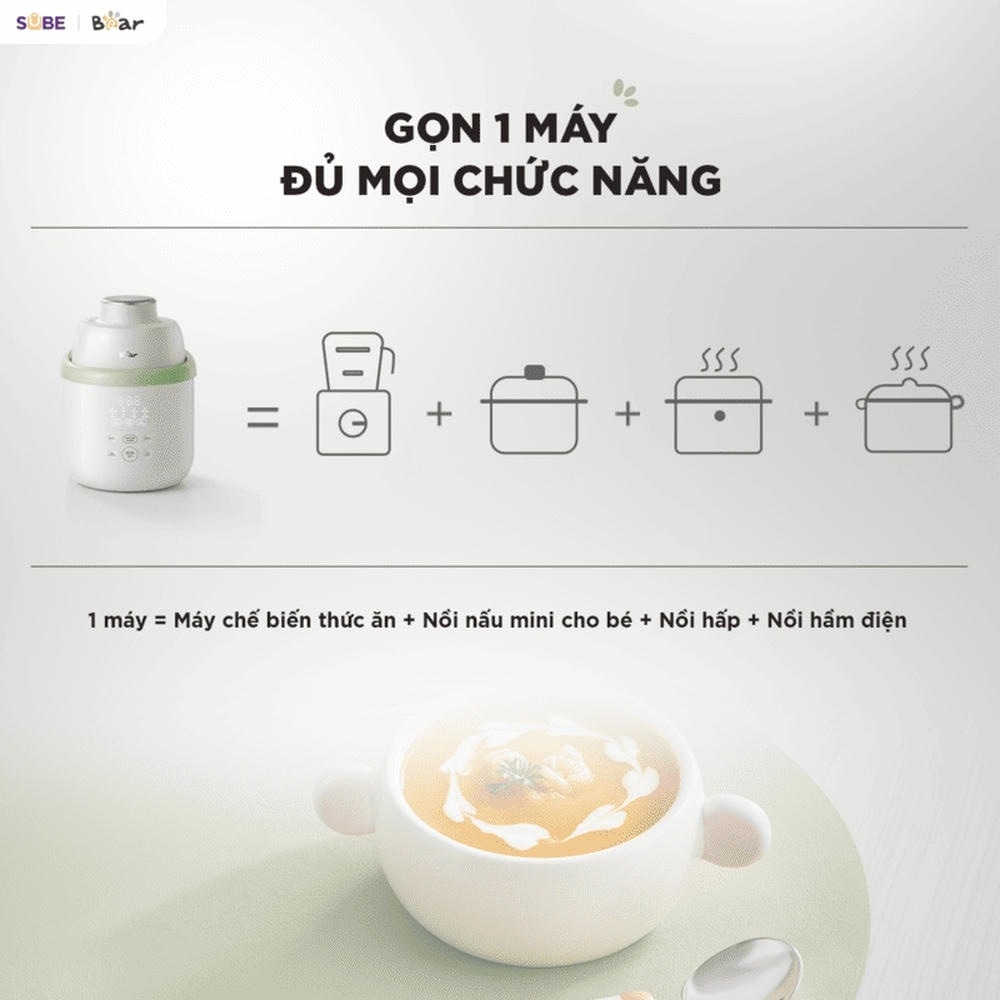 SUBE | Bear
GỌN 1 MÁY
ĐỦ MỌI CHỨC NĂNG
Bear
1 máy = Máy chế biến thức ăn + Nồi nấu mini cho bé + Nồi hấp + Nồi hầm điện